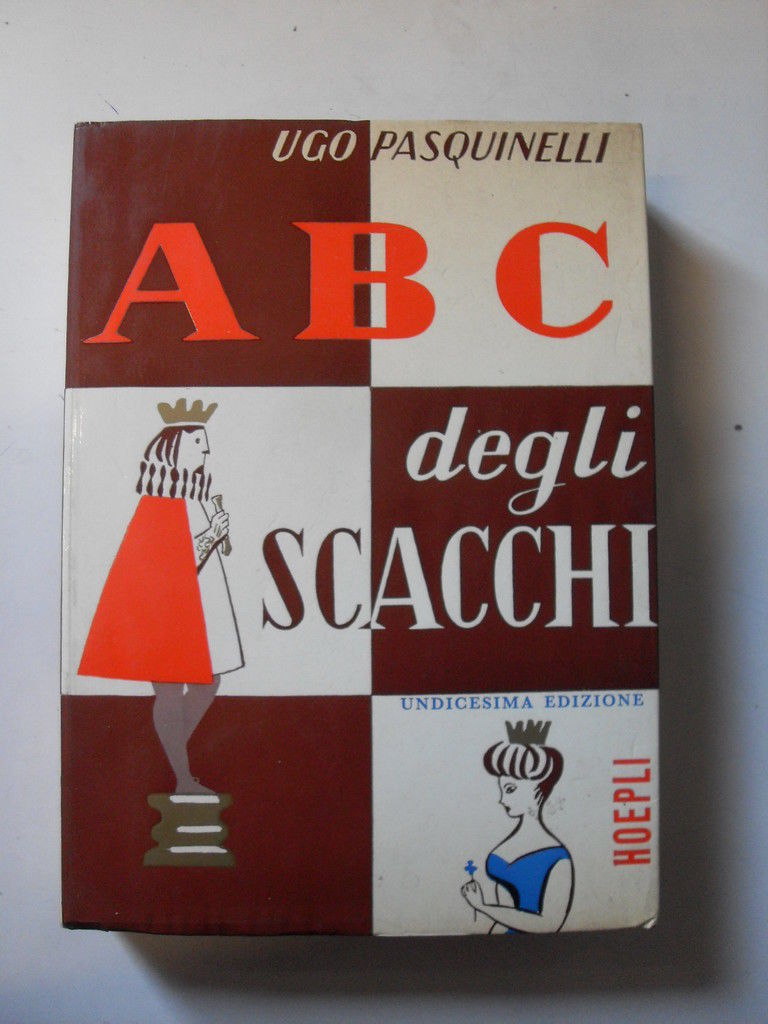 UGO PASQUINELLI
ABC
degli
SCACCHI
UNDICESIMA EDIZIONE
HOEPLI